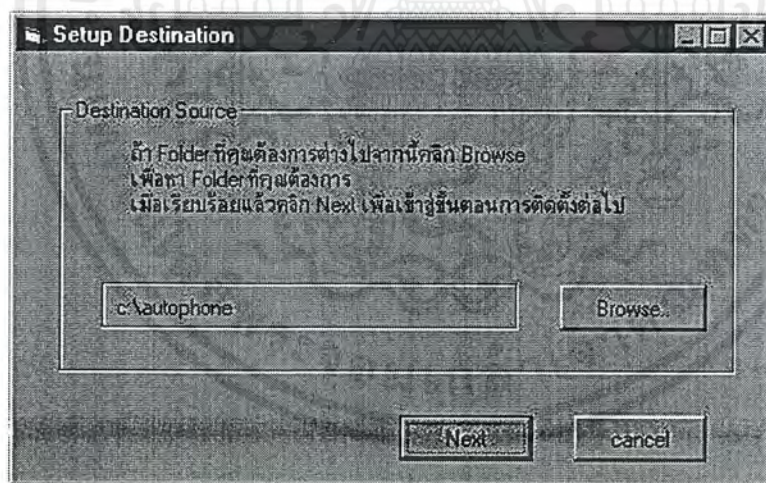 Setup Destination
Destination Source
ถ้า Folder ที่คุณต้องการต่างไปจากนี้คลิก Browse
เพื่อหา Folder ที่คุณต้องการ
เมื่อเรียบร้อยแล้วคลิก Next เพื่อเข้าสู่ขั้นตอนการติดตั้งต่อไป
c:\autophone
Browse..
Next
cancel